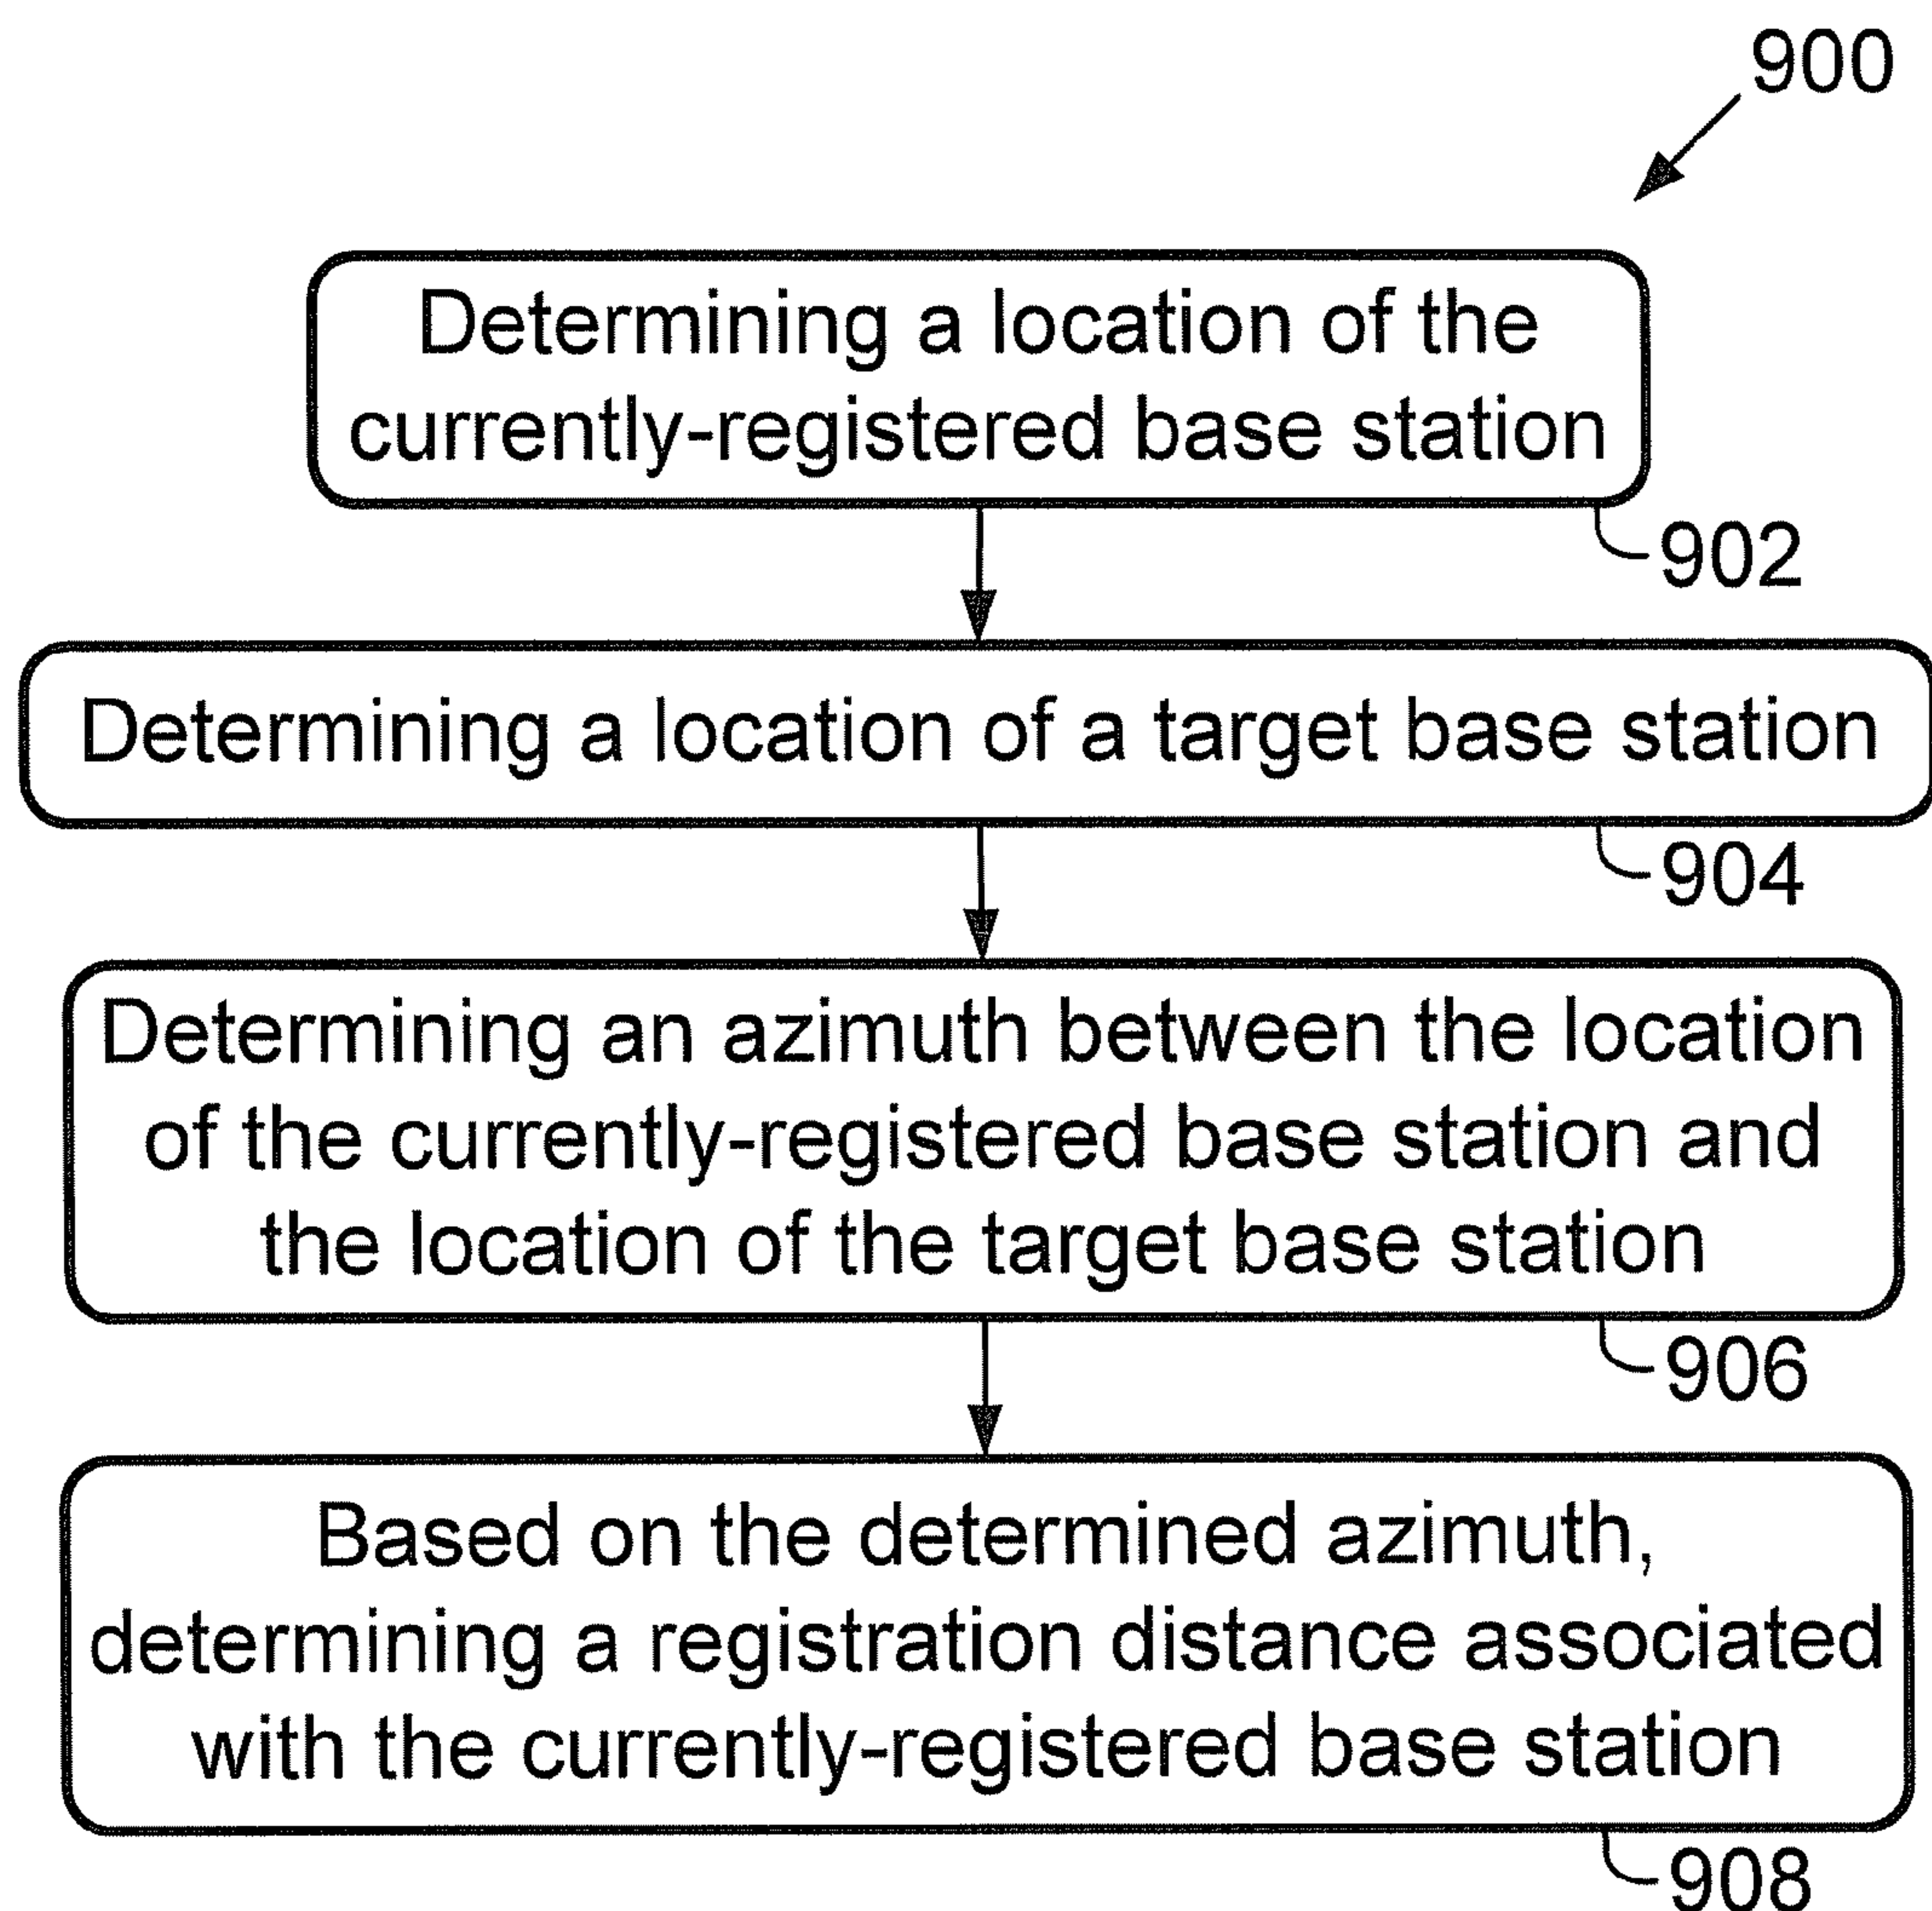 900
Determining a location of the
currently-registered base station
902
Determining a location of a target base station
904
Determining an azimuth between the location
of the currently-registered base station and
the location of the target base station
906
Based on the determined azimuth,
determining a registration distance associated
with the currently-registered base station
908